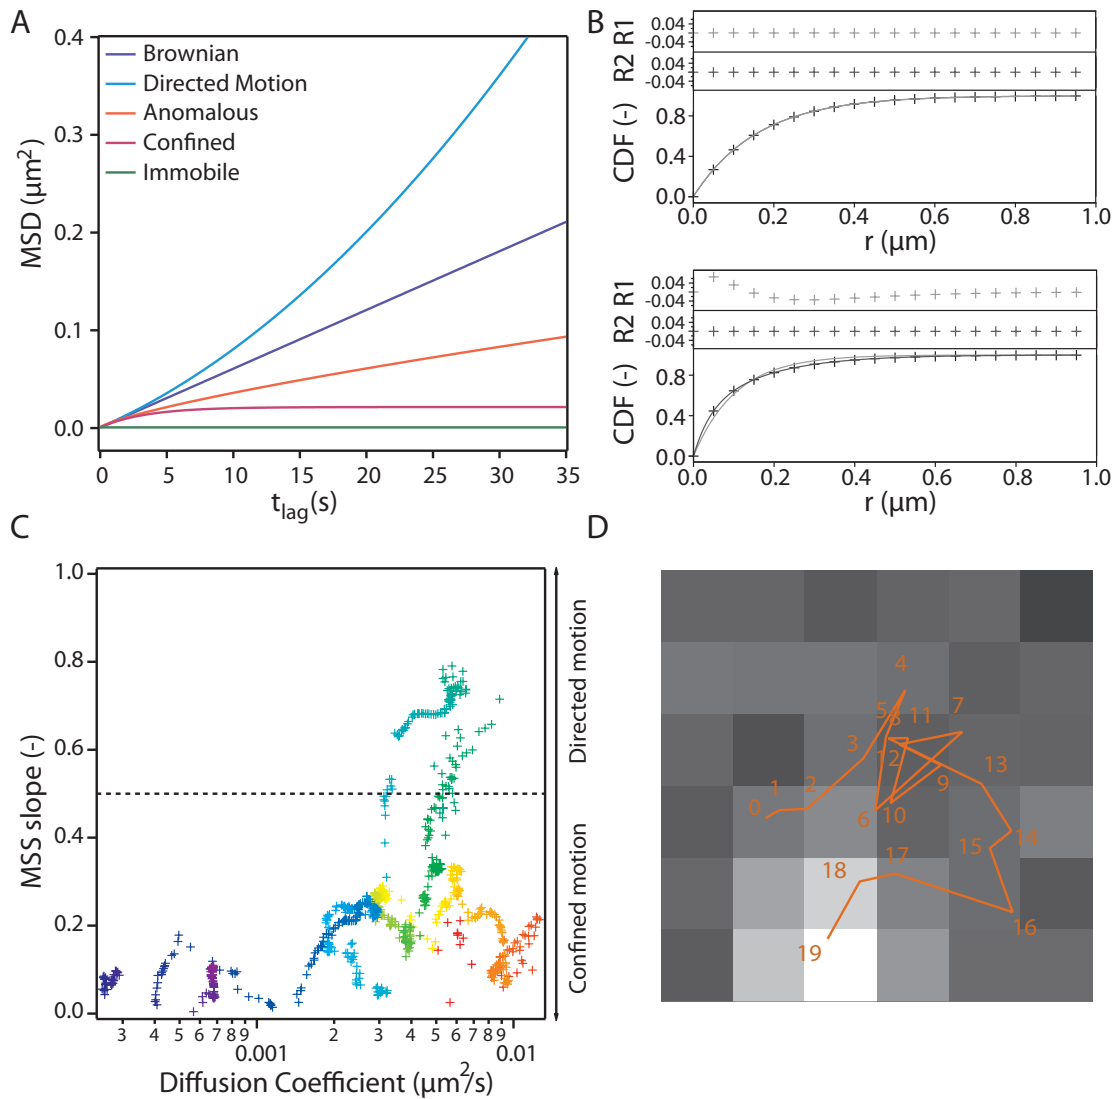 A
0.4
0.3
0.2
0.1
0.0
MSD (µm²)
Brownian
Directed Motion
Anomalous
Confined
Immobile
0 5 10 15 20 25 30 35
t_lag(s)
B
R2 R1
0.04
-0.04
0.04
-0.04
CDF (-)
0.8
0.4
0.0
0.0 0.2 0.4 0.6 0.8 1.0
r (µm)
R2 R1
0.04
-0.04
0.04
-0.04
CDF (-)
0.8
0.4
0.0
0.0 0.2 0.4 0.6 0.8 1.0
r (µm)
C
1.0
0.8
0.6
0.4
0.2
0.0
MSS slope (-)
Directed motion
Confined motion
3 4 5 6 7 8 9 2 3 4 5 6 7 8 9
0.001 0.01
Diffusion Coefficient (µm²/s)
D
4
5 8 11 7
3 12
13
9
1 2
0 6 10
14
15
17
18
16
19